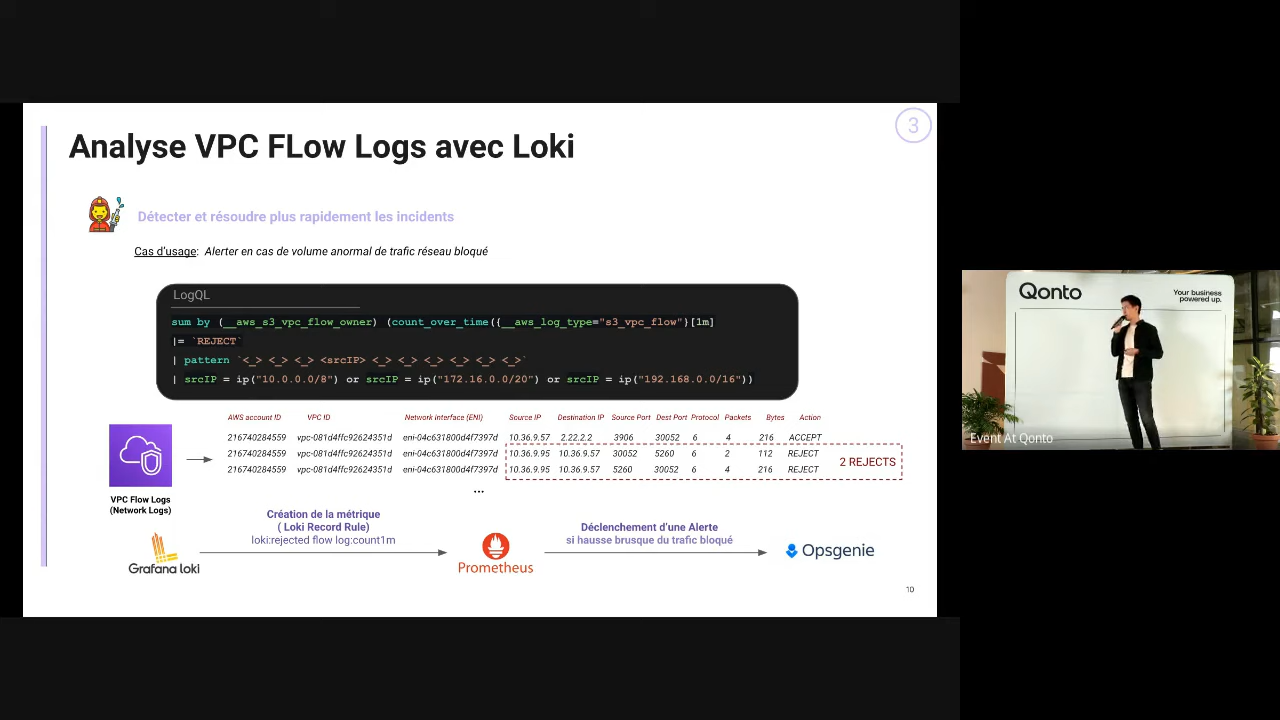 3
Analyse VPC FLow Logs avec Loki
Détecter et résoudre plus rapidement les incidents
Cas d'usage: Alerter en cas de volume anormal de trafic réseau bloqué
LogQL
sum by (__aws_s3_vpc_flow_owner) (count_over_time({__aws_log_type="s3_vpc_flow"}[1m]
|= `REJECT`
| pattern `<_> <_> <_> <srcIP> <_> <_> <_> <_> <_> <_>`
| srcIP = ip("10.0.0.0/8") or srcIP = ip("172.16.0.0/20") or srcIP = ip("192.168.0.0/16"))
AWS account ID VPC ID Network Interface (ENI) Source IP Destination IP Source Port Dest Port Protocol Packets Bytes Action
216740284559 vpc-081d4ffc92624351d eni-04c631800d4f7397d 10.36.9.57 2.22.2.2 3906 30052 6 4 216 ACCEPT
216740284559 vpc-081d4ffc92624351d eni-04c631800d4f7397d 10.36.9.95 10.36.9.57 30052 5260 6 2 112 REJECT
216740284559 vpc-081d4ffc92624351d eni-04c631800d4f7397d 10.36.9.95 10.36.9.57 5260 30052 6 4 216 REJECT
2 REJECTS
...
VPC Flow Logs
(Network Logs)
Création de la métrique
( Loki Record Rule)
loki:rejected flow log:count1m
Déclenchement d'une Alerte
si hausse brusque du trafic bloqué
Grafana loki
Prometheus
Opsgenie
10
Qonto
Your business
powered up.
Event At Qonto